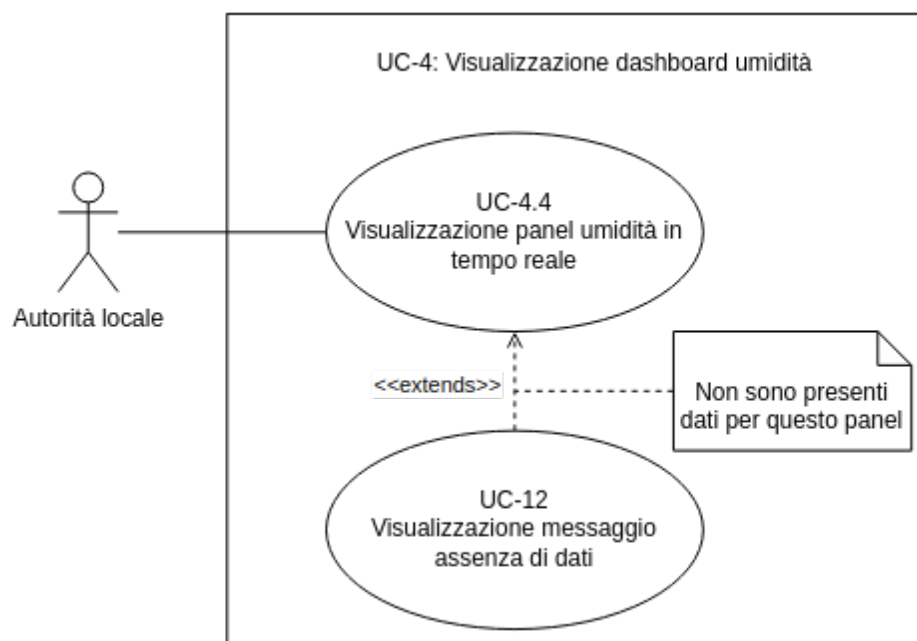 UC-4: Visualizzazione dashboard umidità
UC-4.4
Visualizzazione panel umidità in
tempo reale
Autorità locale
<<extends>>
Non sono presenti
dati per questo panel
UC-12
Visualizzazione messaggio
assenza di dati